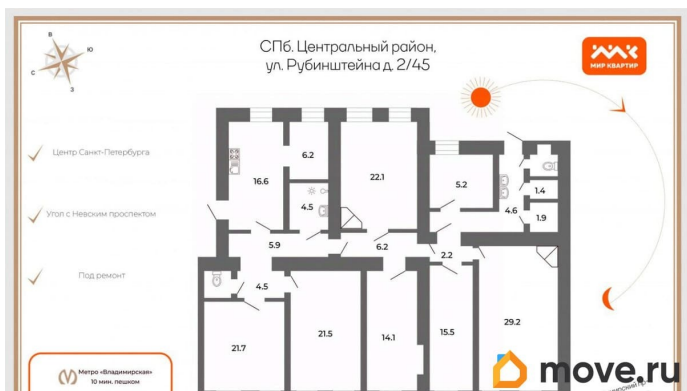 в
ю
с
з
СПб. Центральный район,
ул. Рубинштейна д. 2/45
МИР КВАРТИР
Центр Санкт-Петербурга
Угол с Невским проспектом
Под ремонт
6.2
16.6
22.1
5.2
4.5
1.4
4.6
1.9
5.9
6.2
2.2
4.5
21.7
21.5
14.1
15.5
29.2
Метро «Владимирская»
10 мин. пешком
move.ru